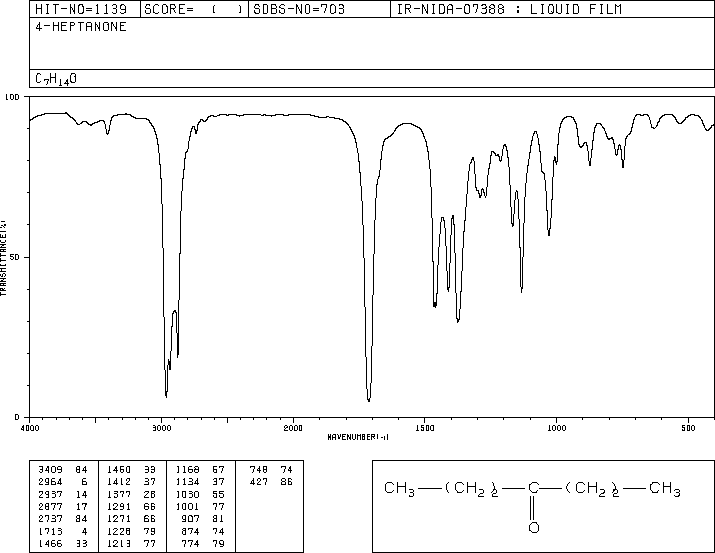 HIT-NO=1139 SCORE= ( ) SDBS-NO=703 IR-NIDA-07388 : LIQUID FILM
4-HEPTANONE
C7H14O
100
50
0
TRANSMITTANCE(%)
4000 3000 2000 1500 1000 500
WAVENUMBER(-1)
3409 84 1460 33 1168 57 748 74
2964 6 1412 37 1134 37 427 86
2937 14 1377 28 1030 55
2877 17 1291 66 1001 77
2737 84 1271 66 907 81
1713 4 1228 79 874 74
1466 33 1213 77 774 79
CH3—(CH2)2—C—(CH2)2—CH3
O